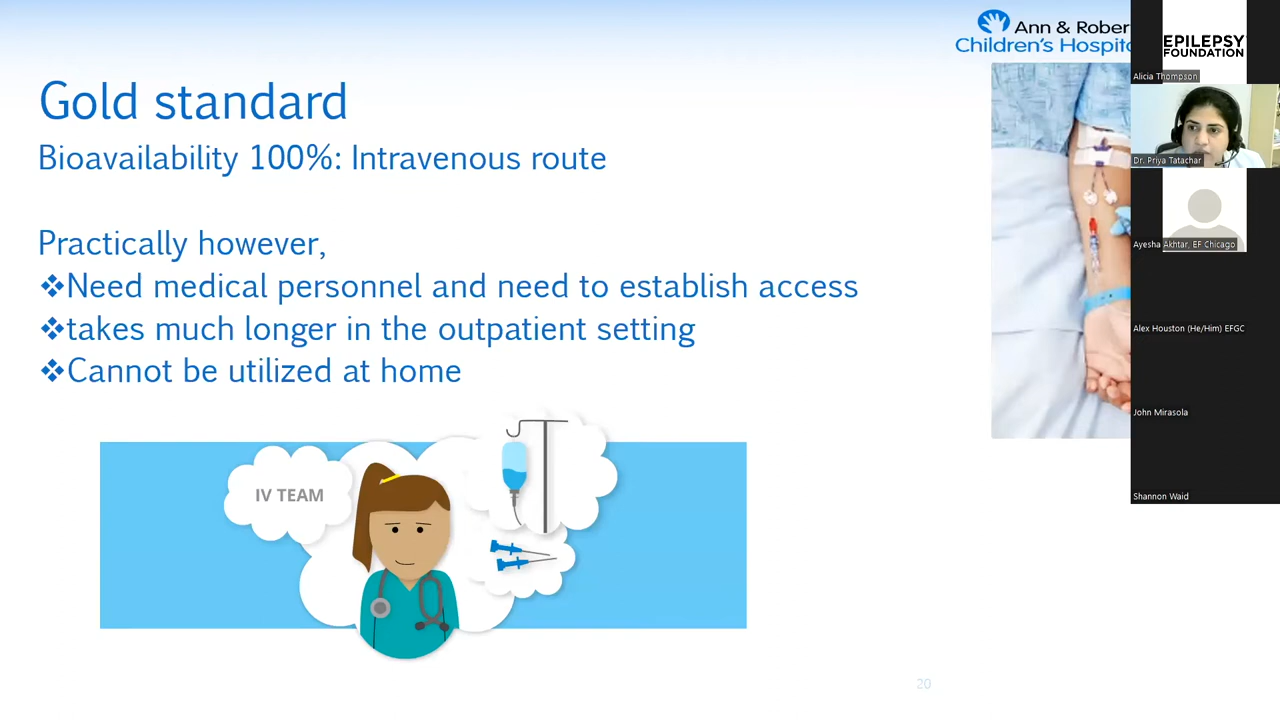 Ann & Rober
Children's Hospit
EPILEPSY
FOUNDATION
Alicia Thompson
Gold standard
Bioavailability 100%: Intravenous route
Dr. Priya Tatachar
Practically however,
❖Need medical personnel and need to establish access
❖takes much longer in the outpatient setting
❖Cannot be utilized at home
Ayesha Akhtar, EF Chicago
Alex Houston (He/Him) EFGC
John Mirasola
IV TEAM
Shannon Waid
20